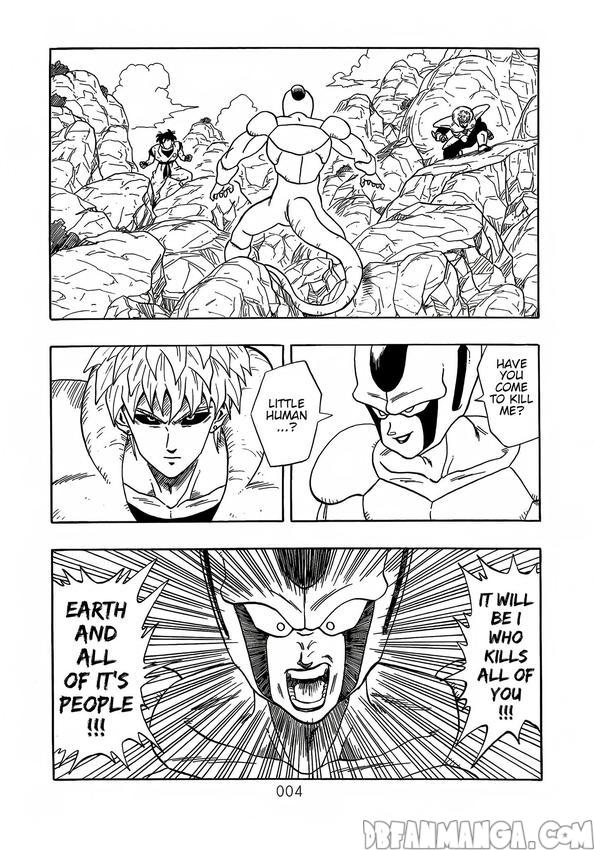 HAVE
YOU
COME
TO KILL
ME?
LITTLE
HUMAN
...?
IT WILL
BE I
WHO
KILLS
ALL OF
YOU
!!!
EARTH
AND
ALL
OF IT'S
PEOPLE
!!!
004
DBFANMANGA.COM